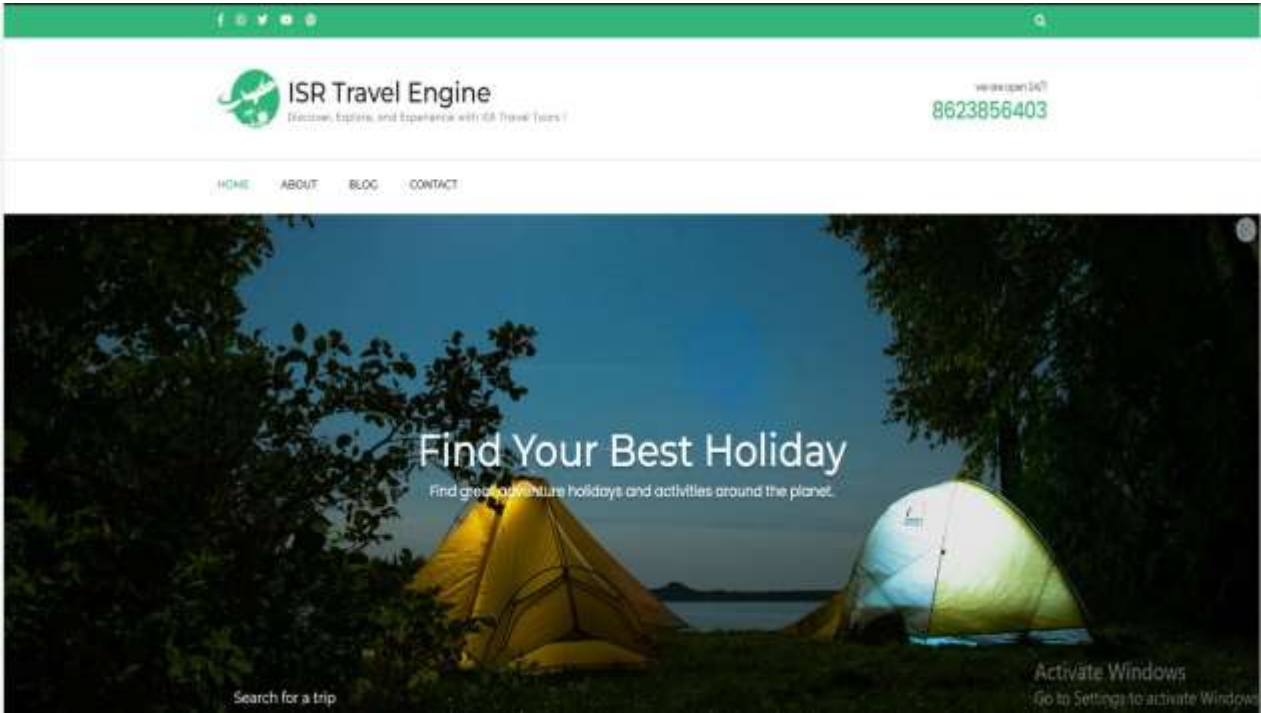 ISR Travel Engine
Discover, Explore, and Experience with ISR Travel Tours !
we are open 24/7
8623856403
HOME
ABOUT
BLOG
CONTACT
Find Your Best Holiday
Find great adventure holidays and activities around the planet.
Search for a trip
Activate Windows
Go to Settings to activate Windows